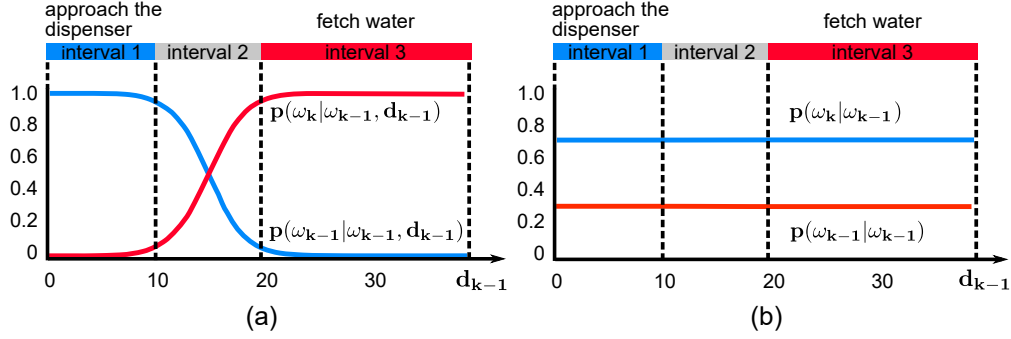 approach the
dispenser
fetch water
interval 1 interval 2 interval 3
1.0
0.8
0.6
0.4
0.2
0
p(ωₖ|ωₖ₋₁, dₖ₋₁)
p(ωₖ₋₁|ωₖ₋₁, dₖ₋₁)
0 10 20 30 dₖ₋₁
(a)
approach the
dispenser
fetch water
interval 1 interval 2 interval 3
1.0
0.8
0.6
0.4
0.2
0
p(ωₖ|ωₖ₋₁)
p(ωₖ₋₁|ωₖ₋₁)
0 10 20 30 dₖ₋₁
(b)